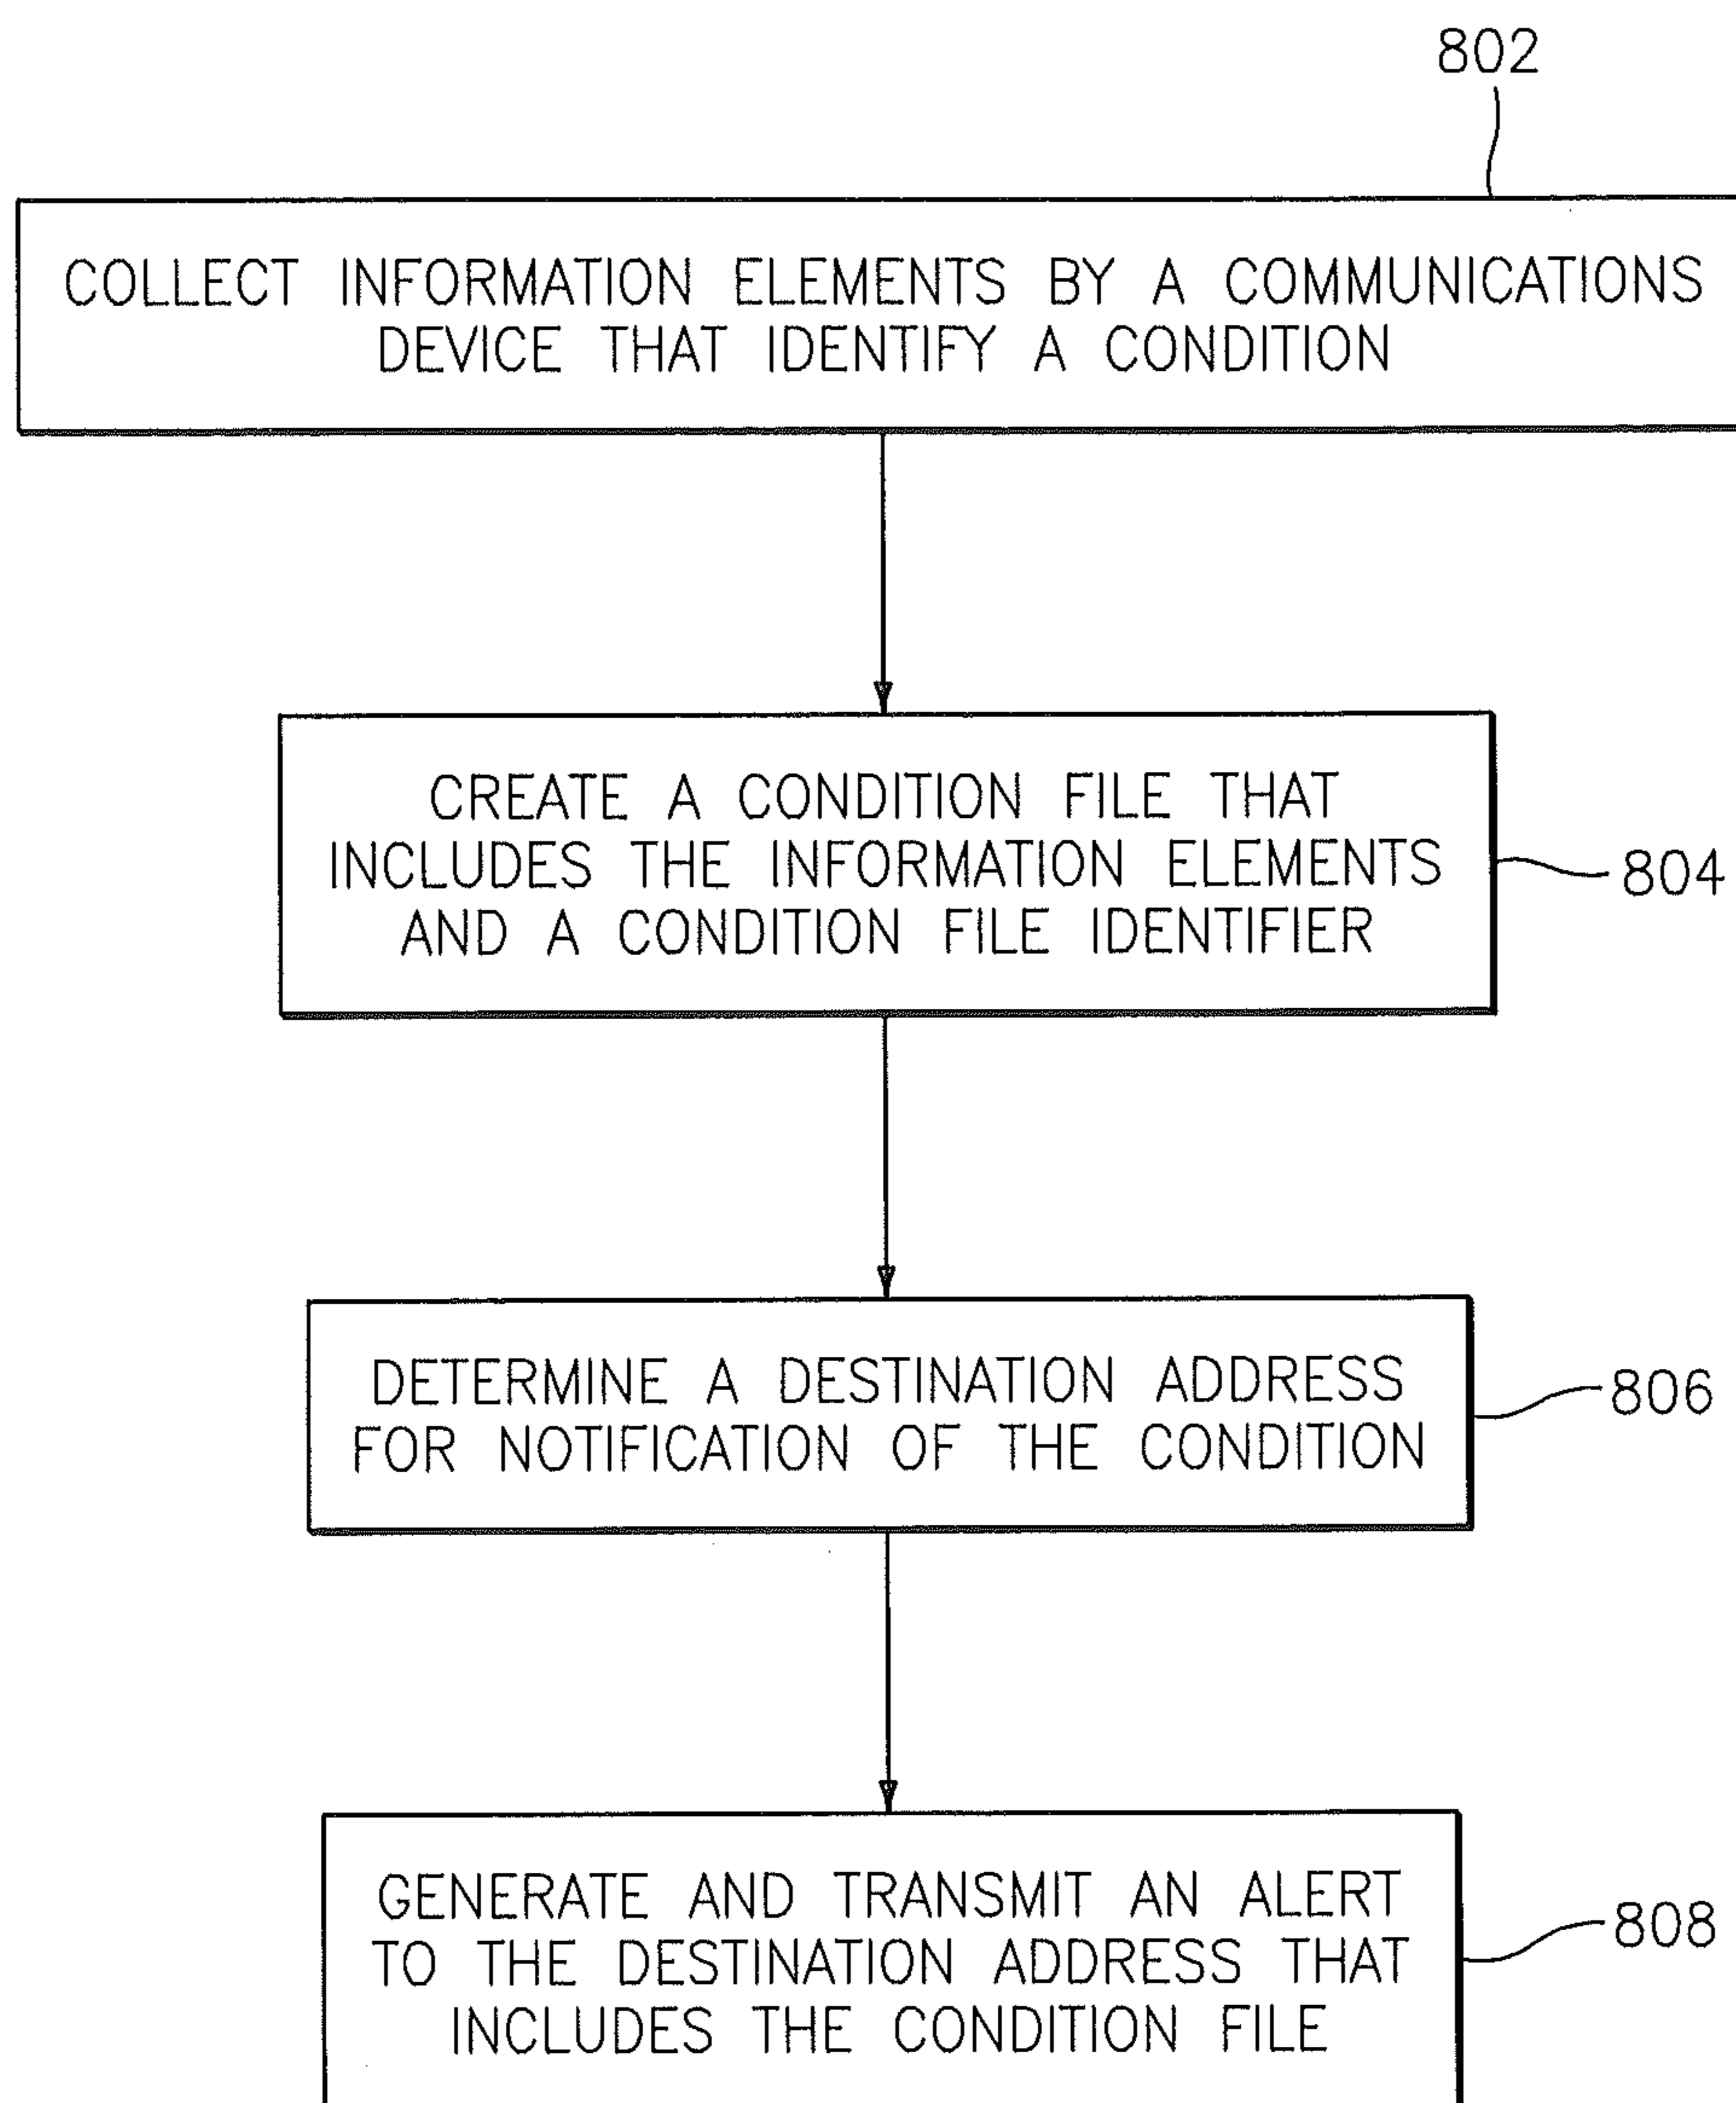 802
COLLECT INFORMATION ELEMENTS BY A COMMUNICATIONS
DEVICE THAT IDENTIFY A CONDITION
CREATE A CONDITION FILE THAT
INCLUDES THE INFORMATION ELEMENTS
AND A CONDITION FILE IDENTIFIER
804
DETERMINE A DESTINATION ADDRESS
FOR NOTIFICATION OF THE CONDITION
806
GENERATE AND TRANSMIT AN ALERT
TO THE DESTINATION ADDRESS THAT
INCLUDES THE CONDITION FILE
808